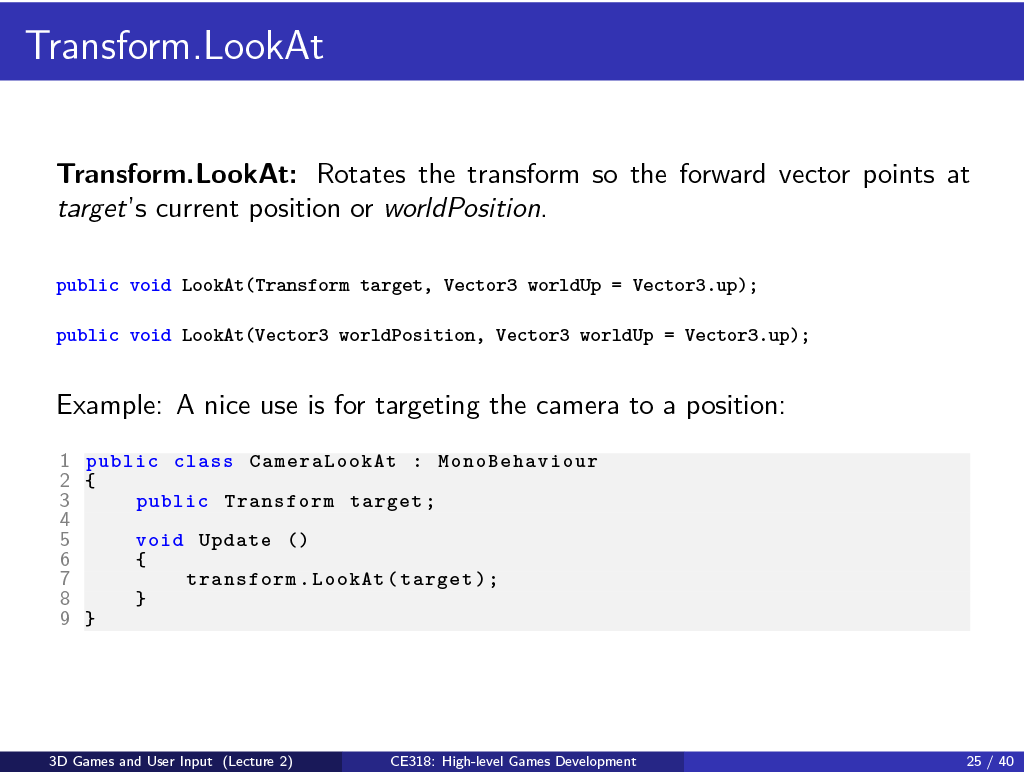 Transform.LookAt
Transform.LookAt: Rotates the transform so the forward vector points at
target's current position or worldPosition.
public void LookAt(Transform target, Vector3 worldUp = Vector3.up);
public void LookAt(Vector3 worldPosition, Vector3 worldUp = Vector3.up);
Example: A nice use is for targeting the camera to a position:
1 public class CameraLookAt : MonoBehaviour
2 {
3     public Transform target;
4
5     void Update ()
6     {
7         transform.LookAt(target);
8     }
9 }
3D Games and User Input (Lecture 2) CE318: High-level Games Development 25 / 40